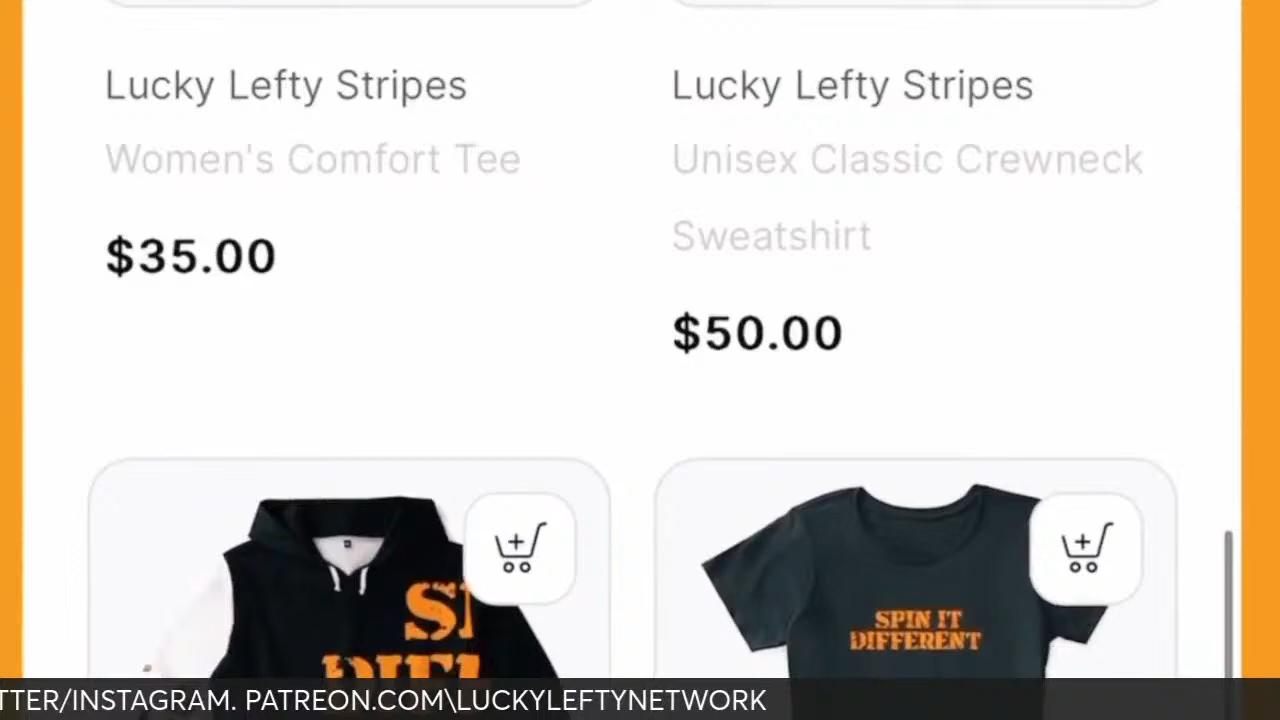 Lucky Lefty Stripes
Women's Comfort Tee
$35.00
Lucky Lefty Stripes
Unisex Classic Crewneck
Sweatshirt
$50.00
SPIN IT
DIFFERENT
TTER/INSTAGRAM. PATREON.COM\LUCKYLEFTYNETWORK